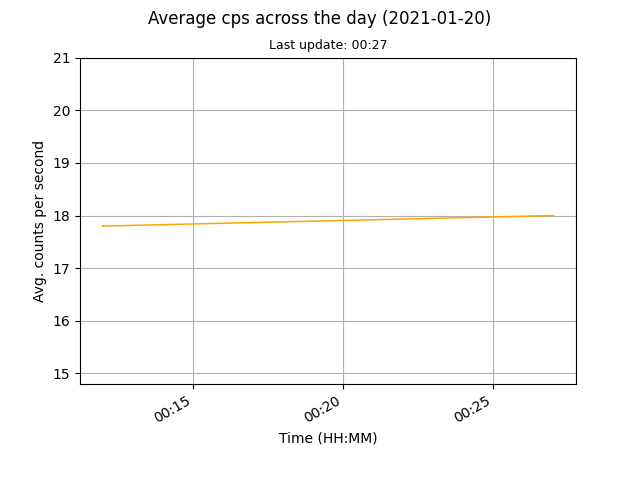 Average cps across the day (2021-01-20)
Last update: 00:27
21
20
19
18
17
16
15
Avg. counts per second
00:15
00:20
00:25
Time (HH:MM)